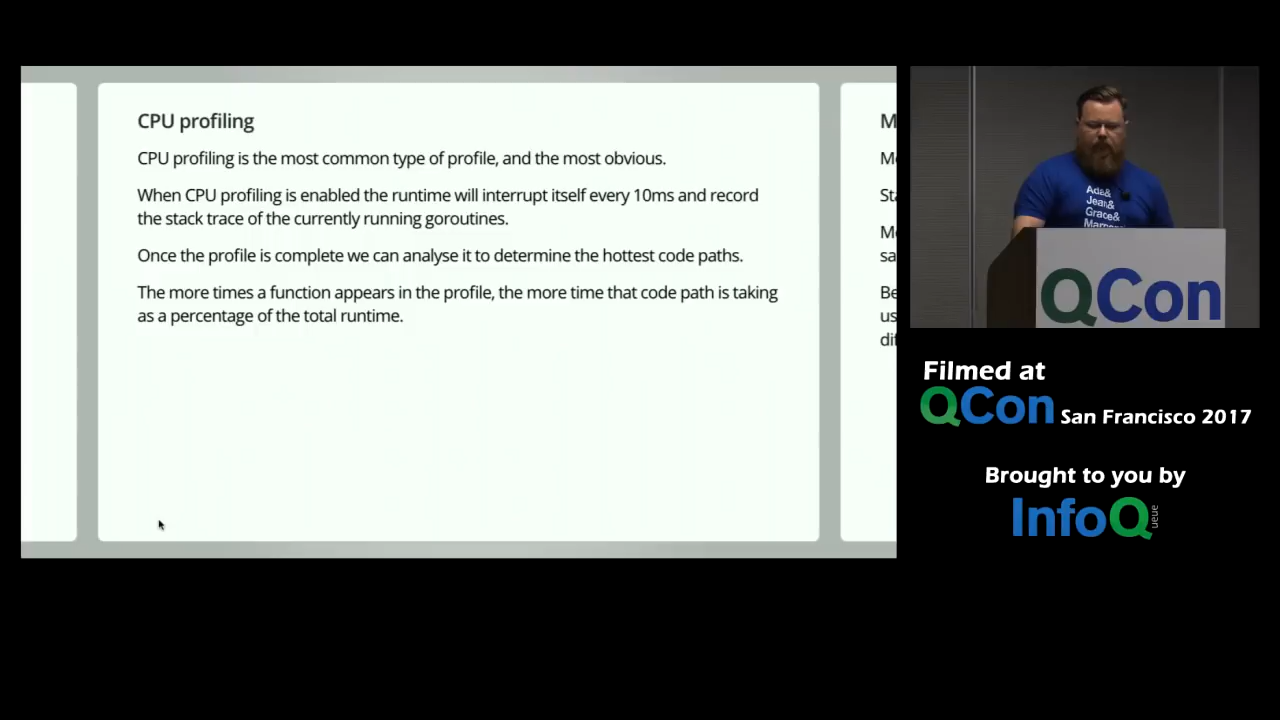 CPU profiling
CPU profiling is the most common type of profile, and the most obvious.
When CPU profiling is enabled the runtime will interrupt itself every 10ms and record
the stack trace of the currently running goroutines.
Once the profile is complete we can analyse it to determine the hottest code paths.
The more times a function appears in the profile, the more time that code path is taking
as a percentage of the total runtime.
Ada&
Jean&
Grace&
QCon
Filmed at
QCon San Francisco 2017
Brought to you by
InfoQ
ueue